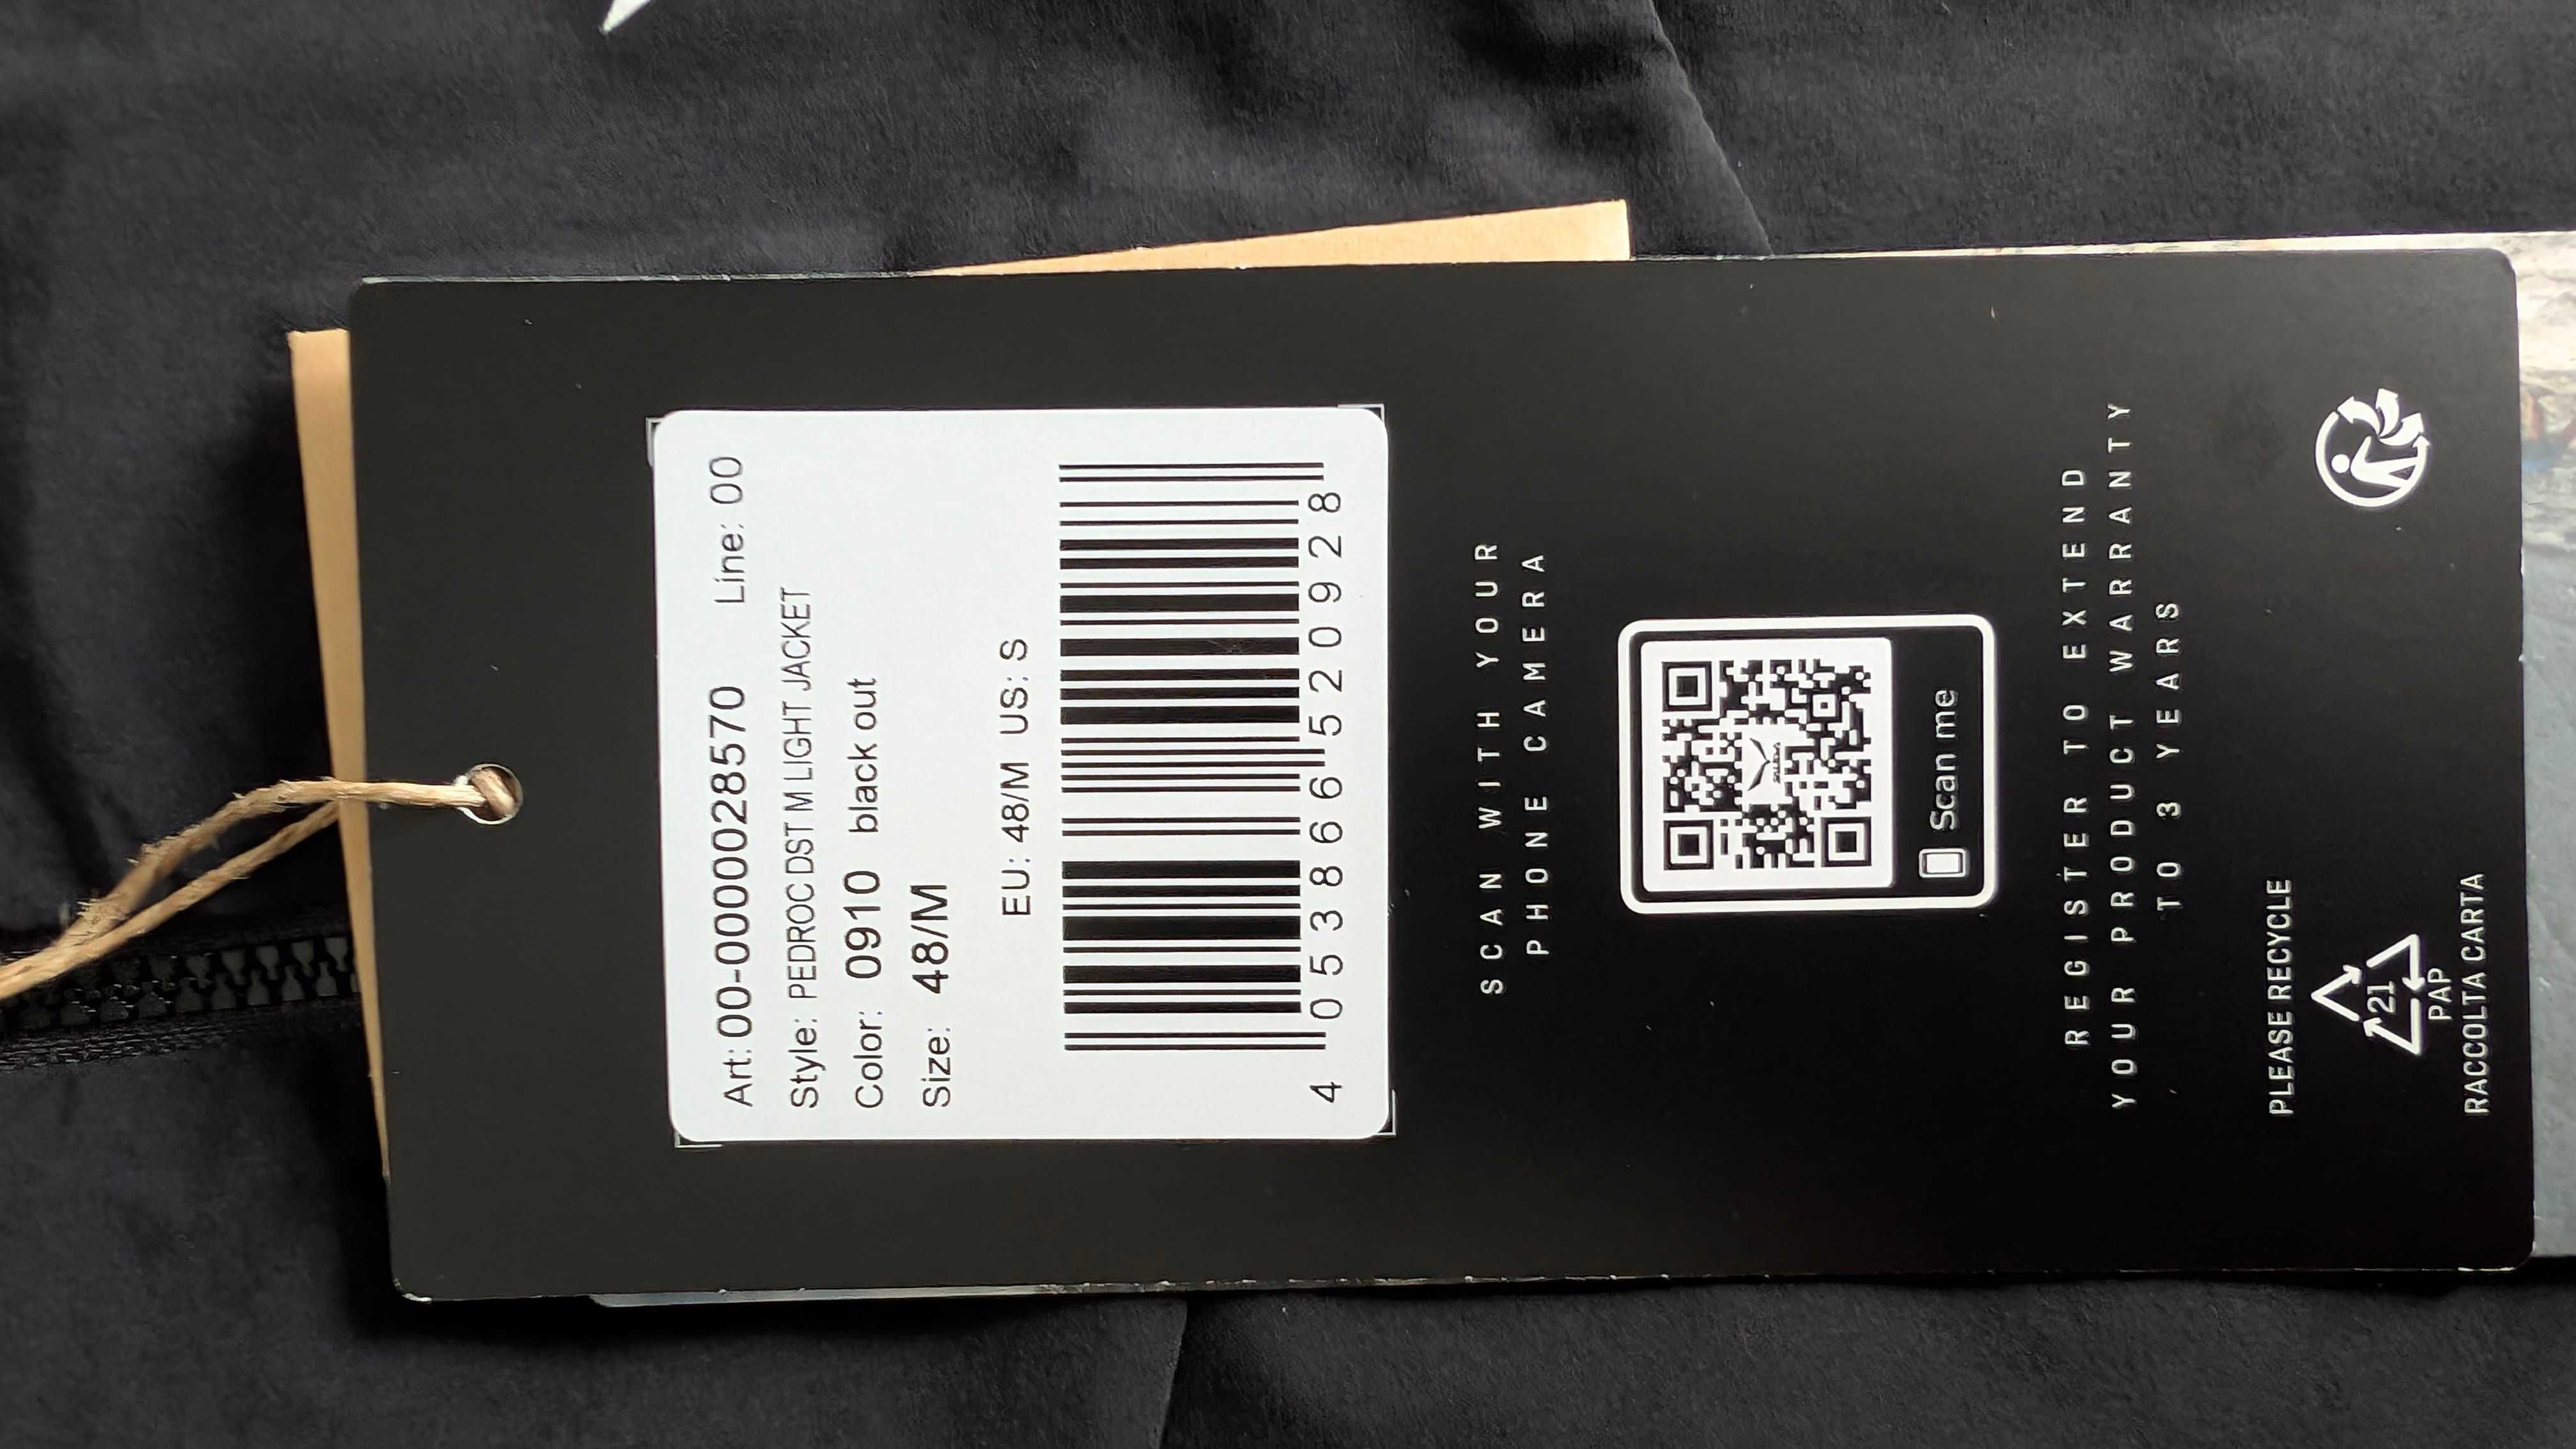 Art: 00-0000028570 Line: 00
Style: PEDROC DST M LIGHT JACKET
Color: 0910 black out
Size: 48/M
EU: 48/M US: S
4 053866 520928
SCAN WITH YOUR
PHONE CAMERA
Scan me
REGISTER TO EXTEND
YOUR PRODUCT WARRANTY
TO 3 YEARS
PLEASE RECYCLE
21
PAP
RACCOLTA CARTA